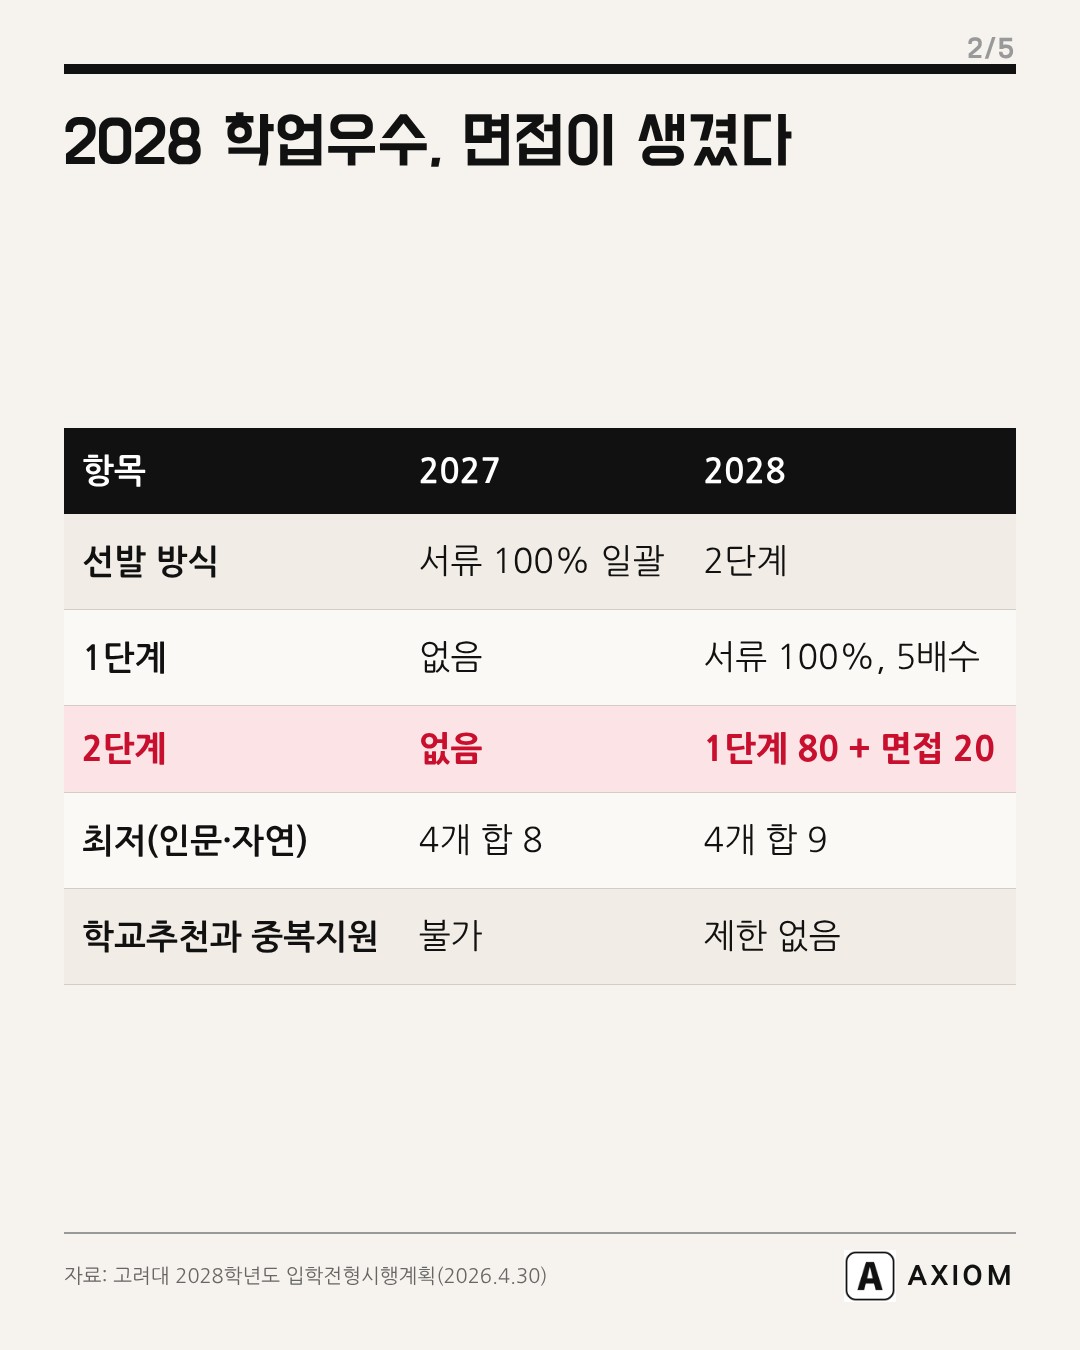 2/5
2028 학업우수, 면접이 생겼다
항목 2027 2028
선발 방식 서류 100% 일괄 2단계
1단계 없음 서류 100%, 5배수
2단계 없음 1단계 80 + 면접 20
최저(인문·자연) 4개 합 8 4개 합 9
학교추천과 중복지원 불가 제한 없음
자료: 고려대 2028학년도 입학전형시행계획(2026.4.30)
A AXIOM